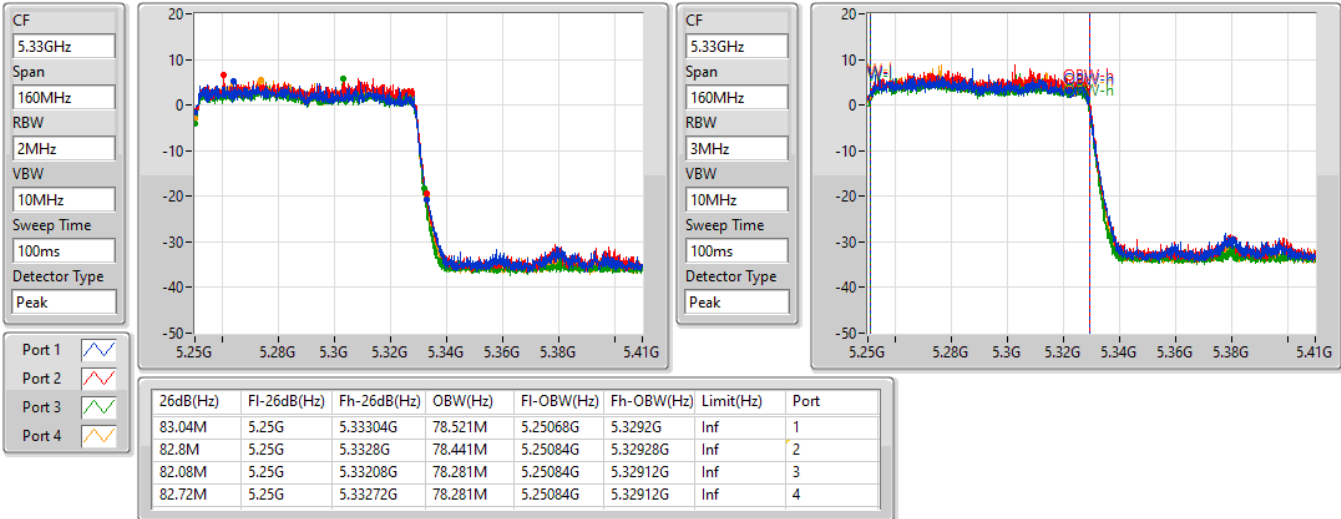 CF
5.33GHz
Span
160MHz
RBW
2MHz
VBW
10MHz
Sweep Time
100ms
Detector Type
Peak
20
10
0
-10
-20
-30
-40
-50
5.25G 5.28G 5.3G 5.32G 5.34G 5.36G 5.38G 5.41G
CF
5.33GHz
Span
160MHz
RBW
3MHz
VBW
10MHz
Sweep Time
100ms
Detector Type
Peak
20
10
0
-10
-20
-30
-40
-50
OBW-h
5.25G 5.28G 5.3G 5.32G 5.34G 5.36G 5.38G 5.41G
Port 1
Port 2
Port 3
Port 4
26dB(Hz) Fl-26dB(Hz) Fh-26dB(Hz) OBW(Hz) Fl-OBW(Hz) Fh-OBW(Hz) Limit(Hz) Port
83.04M 5.25G 5.33304G 78.521M 5.25068G 5.3292G Inf 1
82.8M 5.25G 5.3328G 78.441M 5.25084G 5.32928G Inf 2
82.08M 5.25G 5.33208G 78.281M 5.25084G 5.32912G Inf 3
82.72M 5.25G 5.33272G 78.281M 5.25084G 5.32912G Inf 4